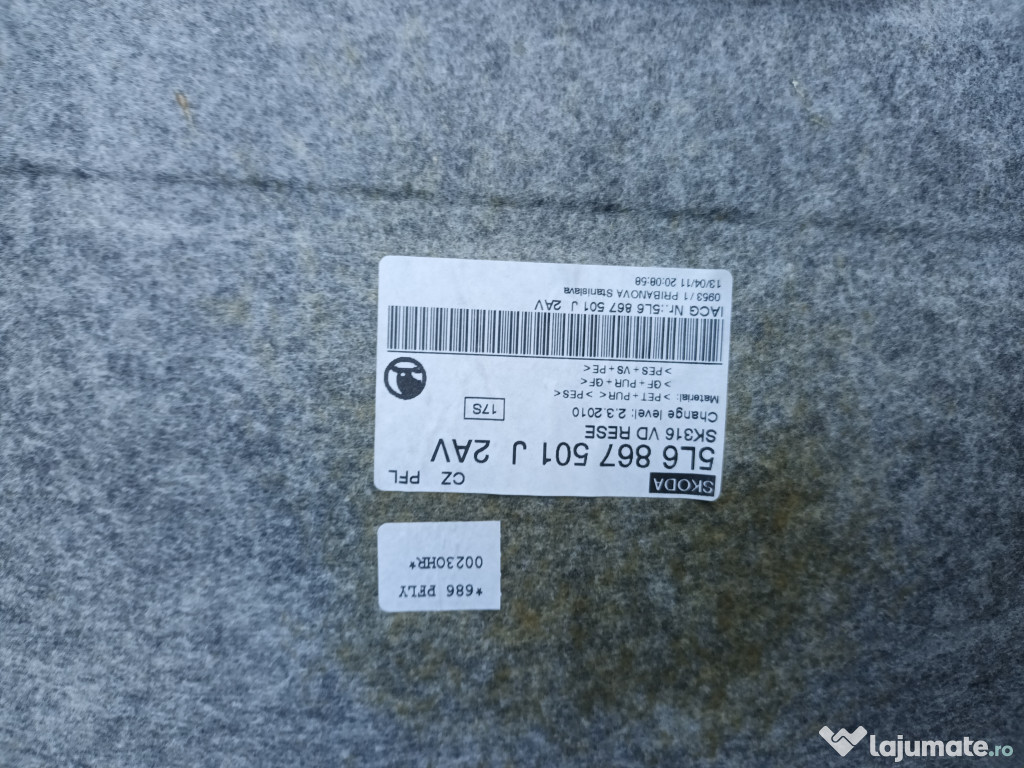 SKODA CZ PFL
5L6 867 501 J 2AV
SK316 VD RESE
Change level: 2.3.2010
17S
Material: > PET + PUR < > PES<
> GF + PUR + GF<
> PES + VS + PE <
IACG Nr.:5L6 867 501 J 2AV
0953 / 1 PRIBANOVA Stanislava
13/04/11 20:08:58
*686 PFLY
00230HR*
lajumate.ro